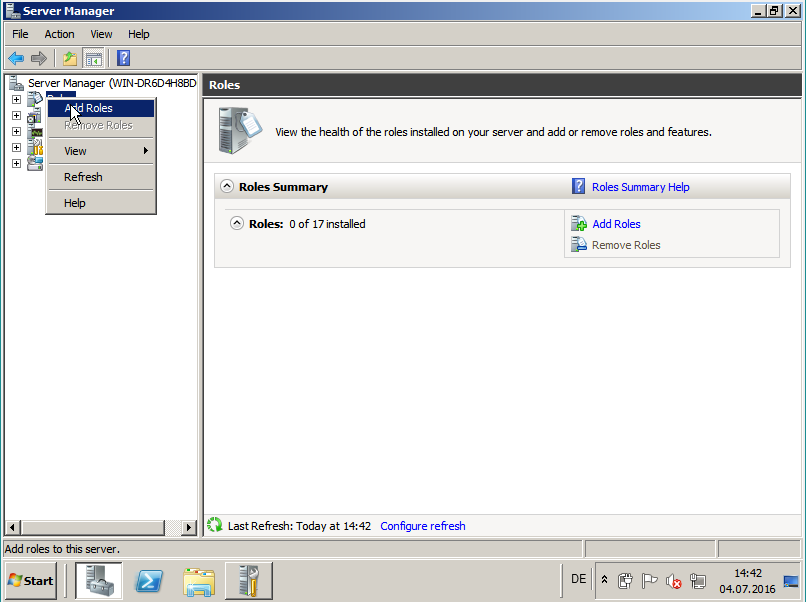 Server Manager
File Action View Help
Server Manager (WIN-DR6D4H8BD
Add Roles
Remove Roles
View
Refresh
Help
Roles
View the health of the roles installed on your server and add or remove roles and features.
Roles Summary
Roles Summary Help
Roles: 0 of 17 installed
Add Roles
Remove Roles
Last Refresh: Today at 14:42 Configure refresh
Add roles to this server.
Start
DE
14:42
04.07.2016